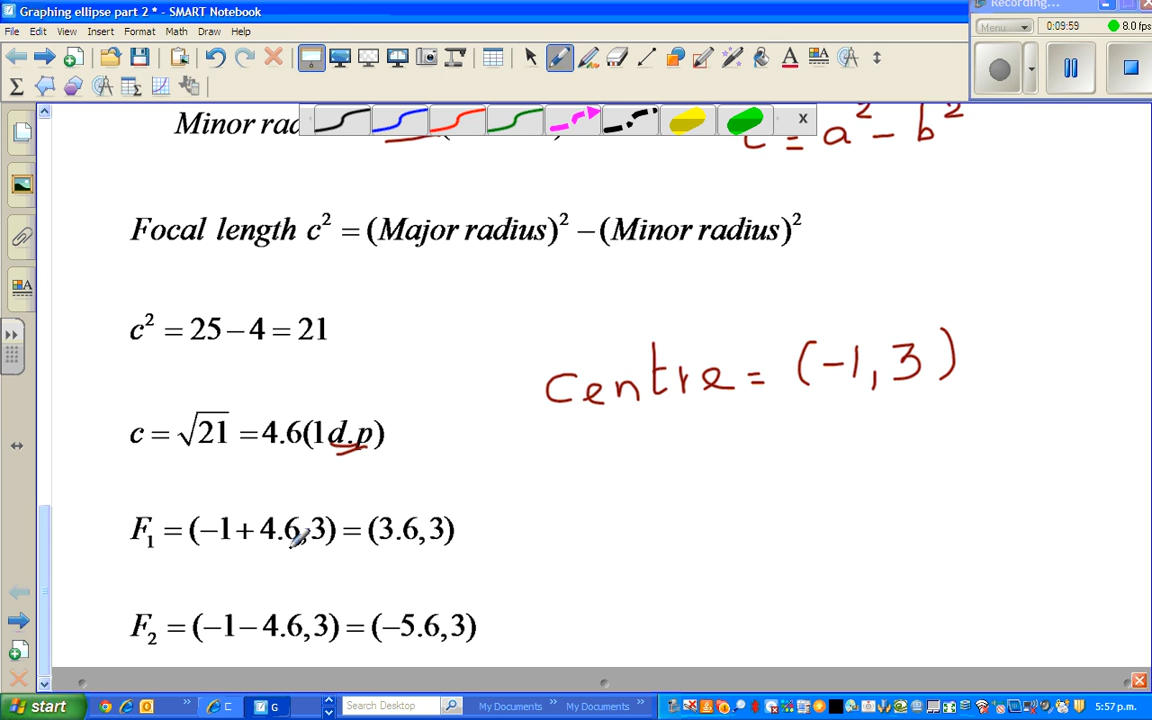 Graphing ellipse part 2 * - SMART Notebook
Recording...
File Edit View Insert Format Math Draw Help
Menu
0:09:59
8.0 fps
x
Minor rad
c = a² − b²
Focal length c² = (Major radius)² − (Minor radius)²
c² = 25 − 4 = 21
Centre = (-1, 3)
c = √21 = 4.6(1d.p)
F₁ = (−1 + 4.6, 3) = (3.6, 3)
F₂ = (−1 − 4.6, 3) = (−5.6, 3)
start
Search Desktop
My Documents
My Documents
5:57 p.m.